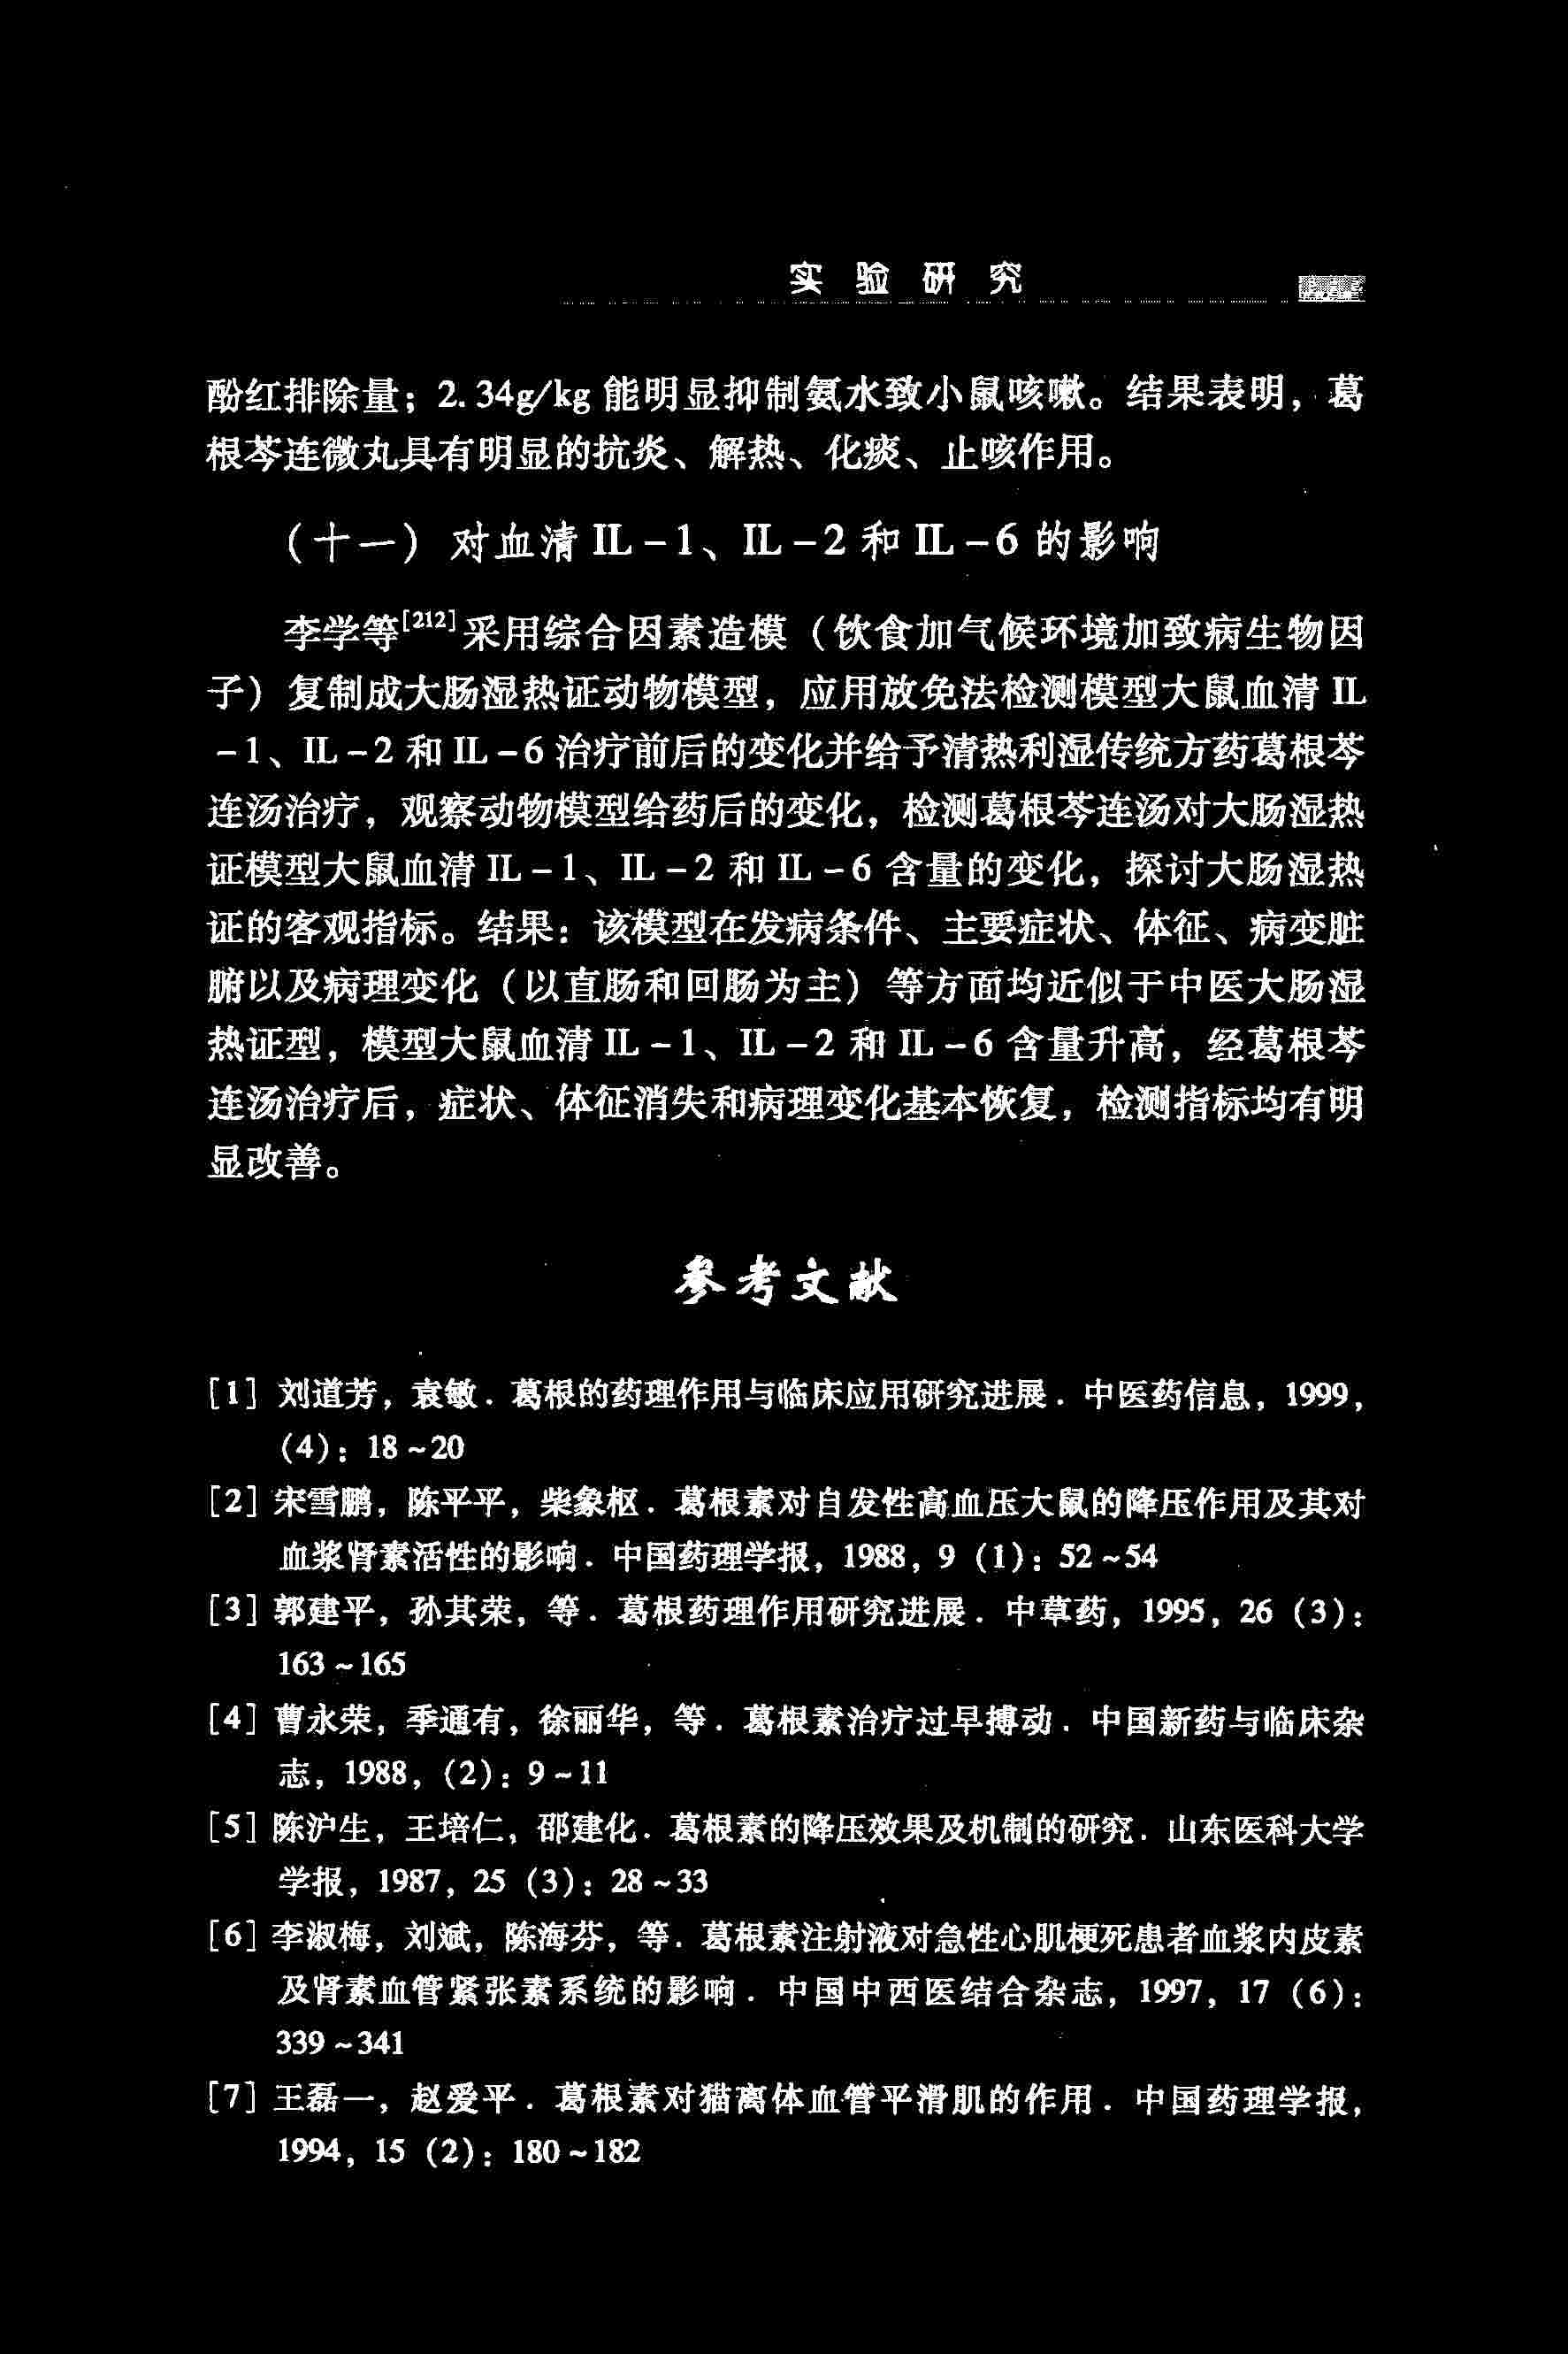 实验研究
酚红排除量；2.34g/kg 能明显抑制氨水致小鼠咳嗽。结果表明，葛
根芩连微丸具有明显的抗炎、解热、化痰、止咳作用。
（十一）对血清 IL－1、IL－2 和 IL－6 的影响
李学等[212]采用综合因素造模（饮食加气候环境加致病生物因
子）复制成大肠湿热证动物模型，应用放免法检测模型大鼠血清 IL
－1、IL－2 和 IL－6 治疗前后的变化并给予清热利湿传统方药葛根芩
连汤治疗，观察动物模型给药后的变化，检测葛根芩连汤对大肠湿热
证模型大鼠血清 IL－1、IL－2 和 IL－6 含量的变化，探讨大肠湿热
证的客观指标。结果：该模型在发病条件、主要症状、体征、病变脏
腑以及病理变化（以直肠和回肠为主）等方面均近似于中医大肠湿
热证型，模型大鼠血清 IL－1、IL－2 和 IL－6 含量升高，经葛根芩
连汤治疗后，症状、体征消失和病理变化基本恢复，检测指标均有明
显改善。
参考文献
[1] 刘道芳，袁敏．葛根的药理作用与临床应用研究进展．中医药信息，1999，
(4)：18～20
[2] 宋雪鹏，陈平平，柴象枢．葛根素对自发性高血压大鼠的降压作用及其对
血浆肾素活性的影响．中国药理学报，1988，9（1）：52～54
[3] 郭建平，孙其荣，等．葛根药理作用研究进展．中草药，1995，26（3）：
163～165
[4] 曹永荣，季通有，徐丽华，等．葛根素治疗过早搏动．中国新药与临床杂
志，1988，（2）：9～11
[5] 陈沪生，王培仁，邵建化．葛根素的降压效果及机制的研究．山东医科大学
学报，1987，25（3）：28～33
[6] 李淑梅，刘斌，陈海芬，等．葛根素注射液对急性心肌梗死患者血浆内皮素
及肾素血管紧张素系统的影响．中国中西医结合杂志，1997，17（6）：
339～341
[7] 王磊一，赵爱平．葛根素对猫离体血管平滑肌的作用．中国药理学报，
1994，15（2）：180～182